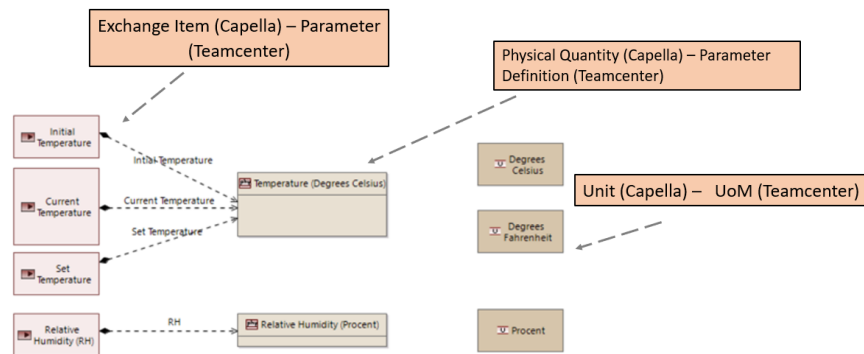 Exchange Item (Capella) – Parameter
(Teamcenter)
Physical Quantity (Capella) – Parameter
Definition (Teamcenter)
Initial
Temperature
Intial Temperature
Degrees
Celsius
Temperature (Degrees Celsius)
Current
Temperature
Current Temperature
Unit (Capella) – UoM (Teamcenter)
Set Temperature
Degrees
Fahrenheit
Set
Temperature
Relative
Humidity (RH)
RH
Relative Humidity (Procent)
Procent